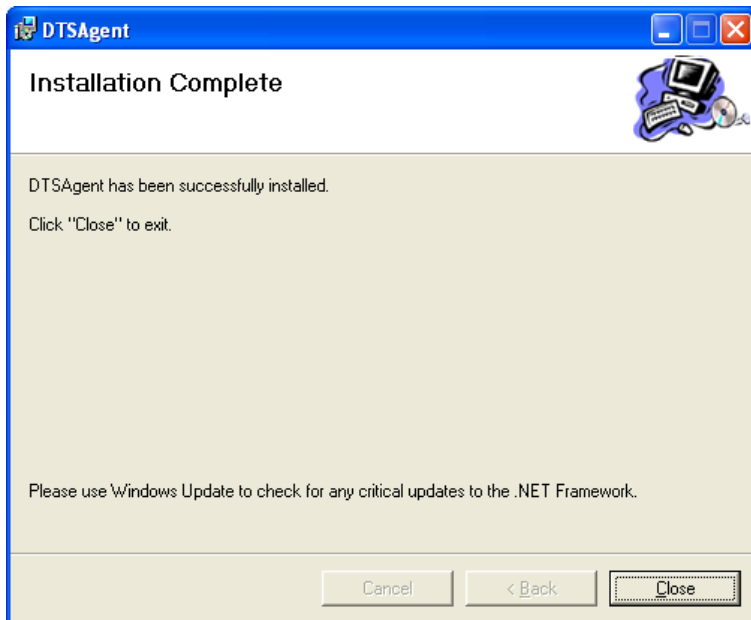 DTSAgent
Installation Complete
DTSAgent has been successfully installed.
Click "Close" to exit.
Please use Windows Update to check for any critical updates to the .NET Framework.
Cancel
< Back
Close